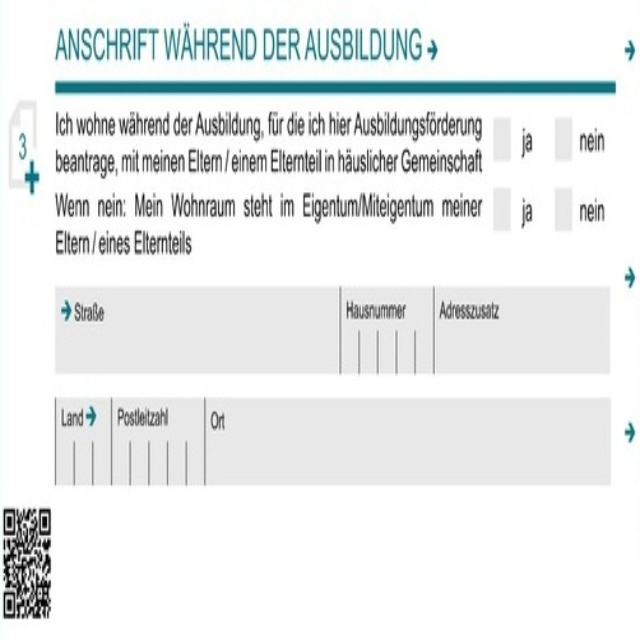 ANSCHRIFT WÄHREND DER AUSBILDUNG
3
Ich wohne während der Ausbildung, für die ich hier Ausbildungsförderung
beantrage, mit meinen Eltern / einem Elternteil in häuslicher Gemeinschaft
ja nein
Wenn nein: Mein Wohnraum steht im Eigentum/Miteigentum meiner
Eltern / eines Elternteils
ja nein
Straße Hausnummer Adresszusatz
Land Postleitzahl Ort